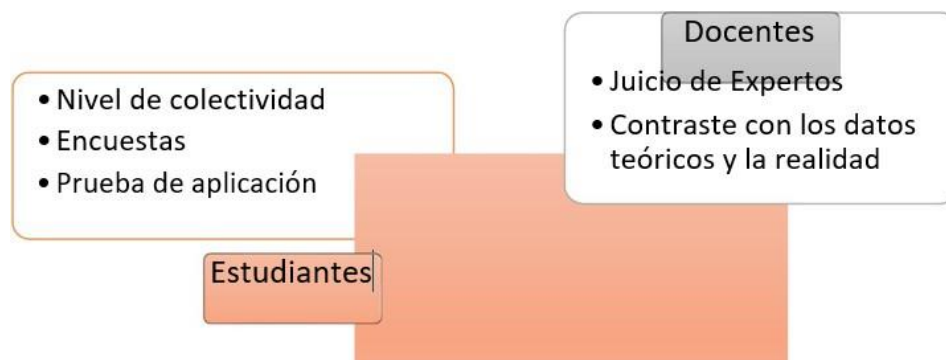 • Nivel de colectividad
• Encuestas
• Prueba de aplicación
Estudiantes
Docentes
• Juicio de Expertos
• Contraste con los datos
teóricos y la realidad